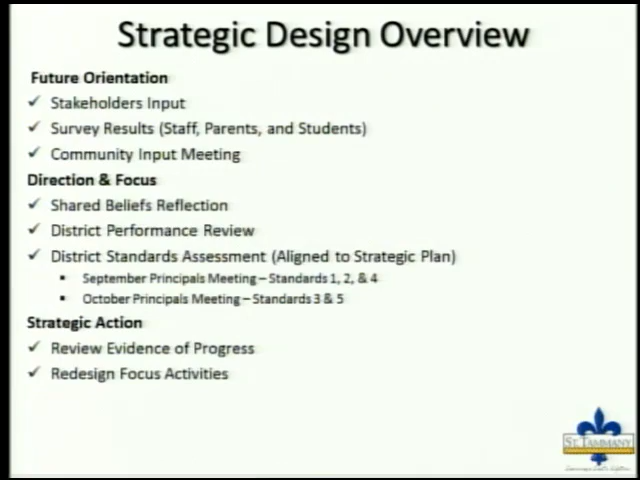 Strategic Design Overview
Future Orientation
✓ Stakeholders Input
✓ Survey Results (Staff, Parents, and Students)
✓ Community Input Meeting
Direction & Focus
✓ Shared Beliefs Reflection
✓ District Performance Review
✓ District Standards Assessment (Aligned to Strategic Plan)
▪ September Principals Meeting – Standards 1, 2, & 4
▪ October Principals Meeting – Standards 3 & 5
Strategic Action
✓ Review Evidence of Progress
✓ Redesign Focus Activities
ST. TAMMANY